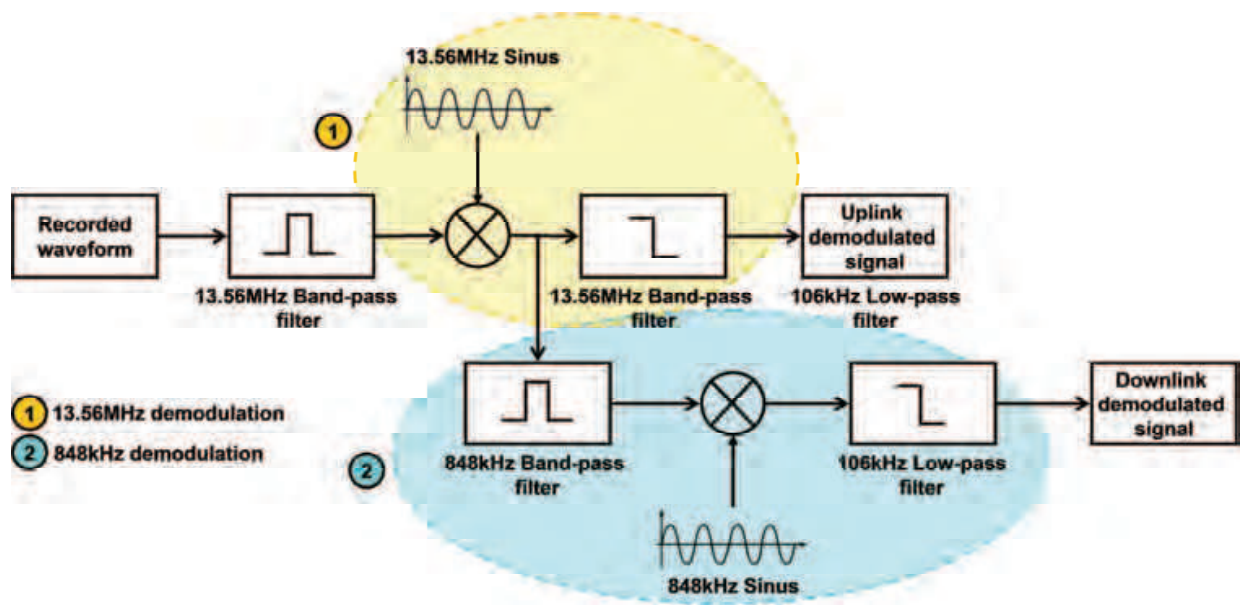 13.56MHz Sinus
1
Recorded
waveform
13.56MHz Band-pass
filter
13.56MHz Band-pass
filter
Uplink
demodulated
signal
106kHz Low-pass
filter
1 13.56MHz demodulation
2 848kHz demodulation
2
848kHz Band-pass
filter
106kHz Low-pass
filter
Downlink
demodulated
signal
848kHz Sinus